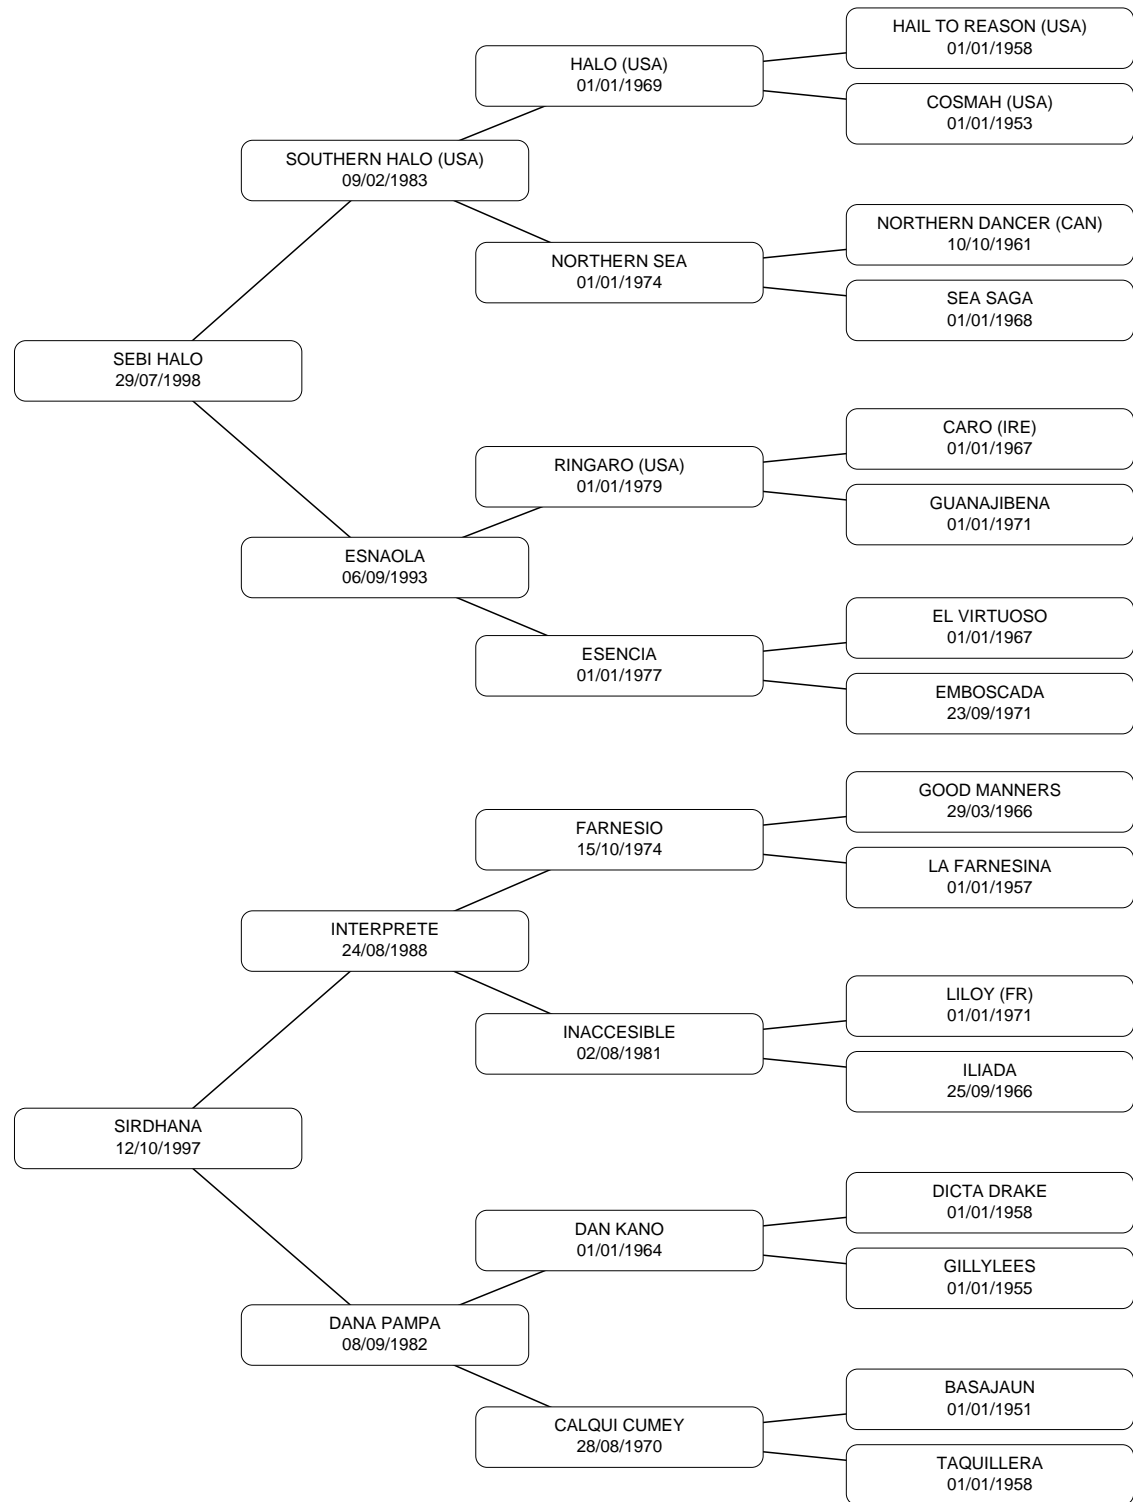 HAIL TO REASON (USA)
01/01/1958
HALO (USA)
01/01/1969
COSMAH (USA)
01/01/1953
SOUTHERN HALO (USA)
09/02/1983
NORTHERN DANCER (CAN)
10/10/1961
NORTHERN SEA
01/01/1974
SEA SAGA
01/01/1968
SEBI HALO
29/07/1998
CARO (IRE)
01/01/1967
RINGARO (USA)
01/01/1979
GUANAJIBENA
01/01/1971
ESNAOLA
06/09/1993
EL VIRTUOSO
01/01/1967
ESENCIA
01/01/1977
EMBOSCADA
23/09/1971
GOOD MANNERS
29/03/1966
FARNESIO
15/10/1974
LA FARNESINA
01/01/1957
INTERPRETE
24/08/1988
LILOY (FR)
01/01/1971
INACCESIBLE
02/08/1981
ILIADA
25/09/1966
SIRDHANA
12/10/1997
DICTA DRAKE
01/01/1958
DAN KANO
01/01/1964
GILLYLEES
01/01/1955
DANA PAMPA
08/09/1982
BASAJAUN
01/01/1951
CALQUI CUMEY
28/08/1970
TAQUILLERA
01/01/1958